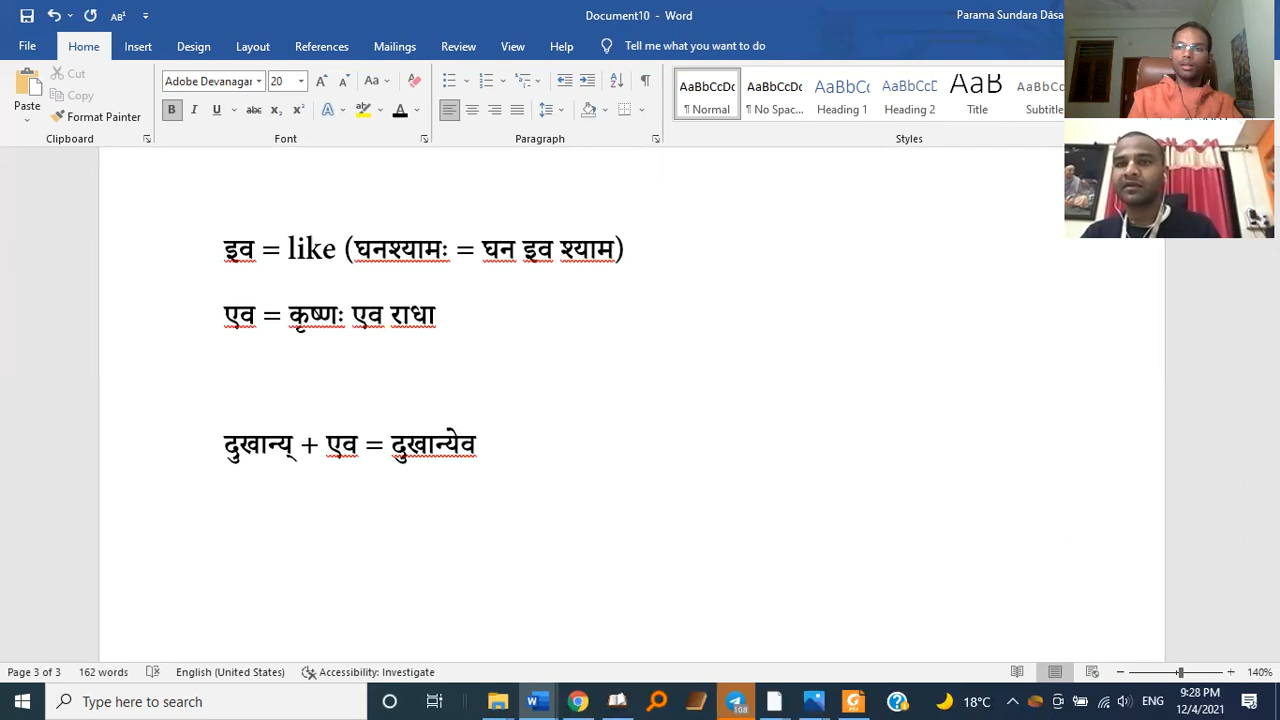 Document10 - Word
Parama Sundara Dāsa
File Home Insert Design Layout References Mailings Review View Help Tell me what you want to do
Paste Cut Copy Format Painter
Adobe Devanagar 20
Clipboard Font Paragraph Styles
AaBbCcDc AaBbCcDc AaBbCc AaBbCcD AaB AaBbCcD
Normal No Spac... Heading 1 Heading 2 Title Subtitle
इव = like (घनश्यामः = घन इव श्याम)
एव = कृष्णः एव राधा
दुखान्य् + एव = दुखान्येव
Page 3 of 3 162 words English (United States) Accessibility: Investigate 140%
Type here to search 108 18°C ENG 9:28 PM
12/4/2021